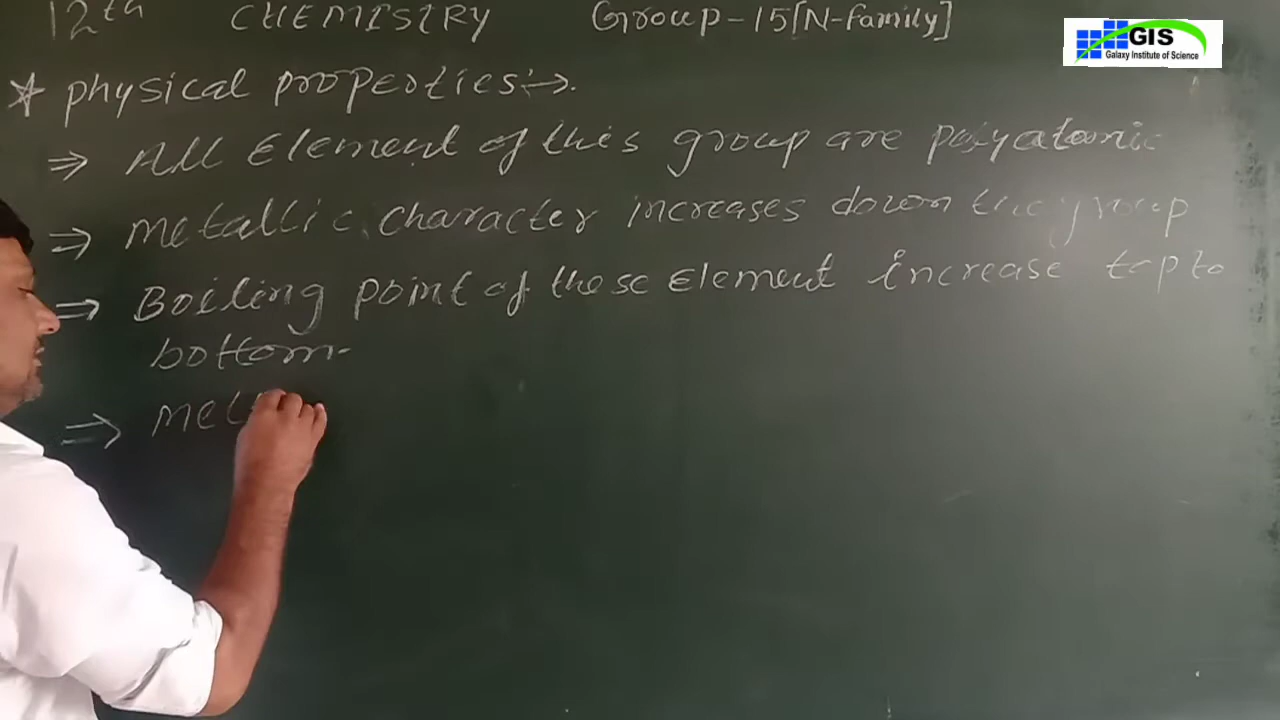 12th CHEMISTRY Group-15[N-family]
GIS
Galaxy Institute of Science
* physical properties:→.
⇒ All Element of this group are polyatomic
⇒ metallic character increases down the group
⇒ Boiling point of these Element increase top to
bottom-
⇒ mel